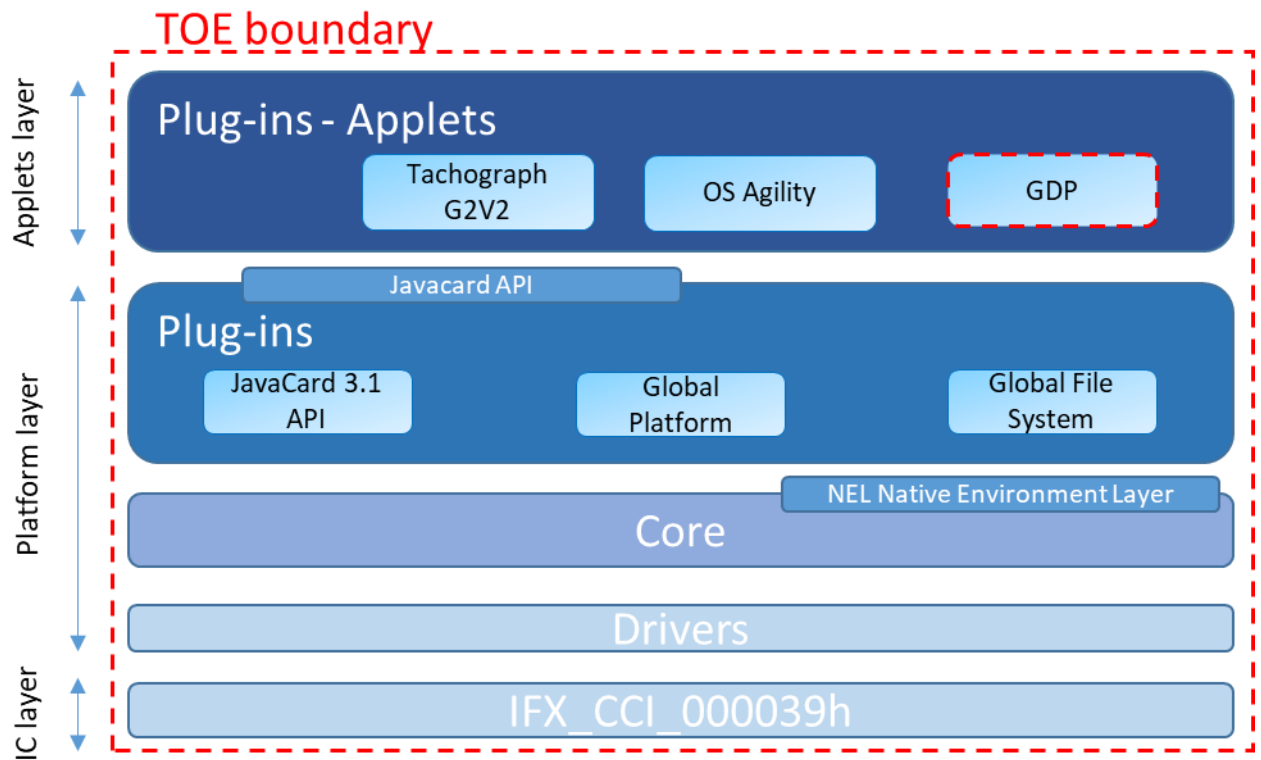 TOE boundary
Applets layer
Plug-ins - Applets
Tachograph
G2V2
OS Agility
GDP
Javacard API
Platform layer
Plug-ins
JavaCard 3.1
API
Global
Platform
Global File
System
NEL Native Environment Layer
Core
Drivers
IC layer
IFX_CCI_000039h